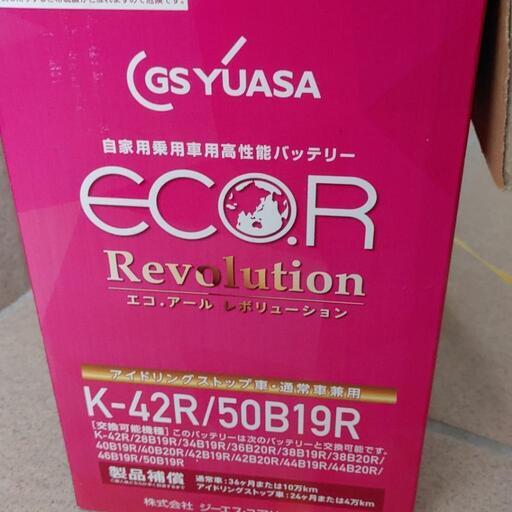 GS YUASA
自家用乗用車用高性能バッテリー
ECO.R
Revolution
エコ.アール レボリューション
アイドリングストップ車・通常車兼用
K-42R/50B19R
[交換可能機種] このバッテリーは次のバッテリーと交換可能です。
K-42R/28B19R/34B19R/36B20R/38B19R/38B20R/
40B19R/40B20R/42B19R/42B20R/44B19R/44B20R/
46B19R/50B19R
製品補償
通常車:36ヶ月または10万km
アイドリングストップ車:24ヶ月または4万km
株式会社 ジーエス・ユアサ